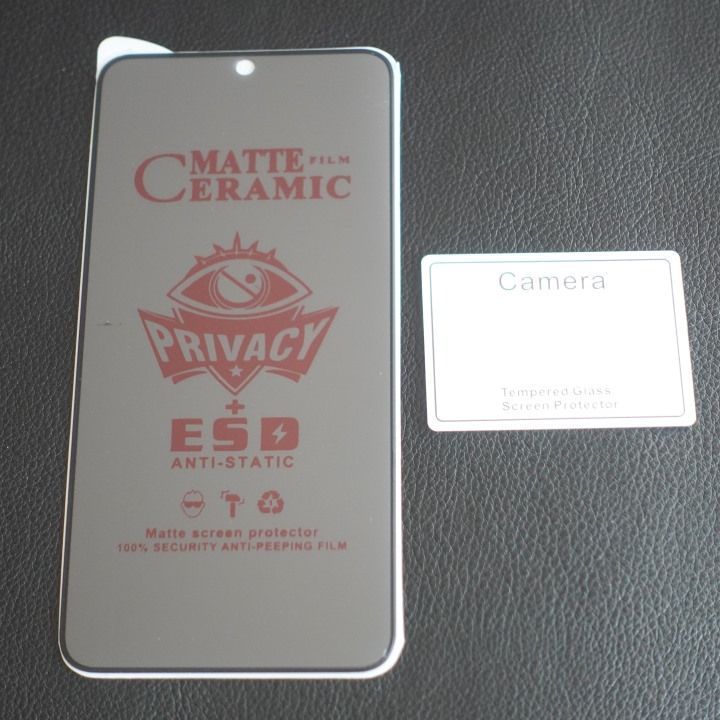 MATTE FILM
CERAMIC
PRIVACY
+
ESD
ANTI-STATIC
Matte screen protector
100% SECURITY ANTI-PEEPING FILM
Camera
Tempered Glass
Screen Protector